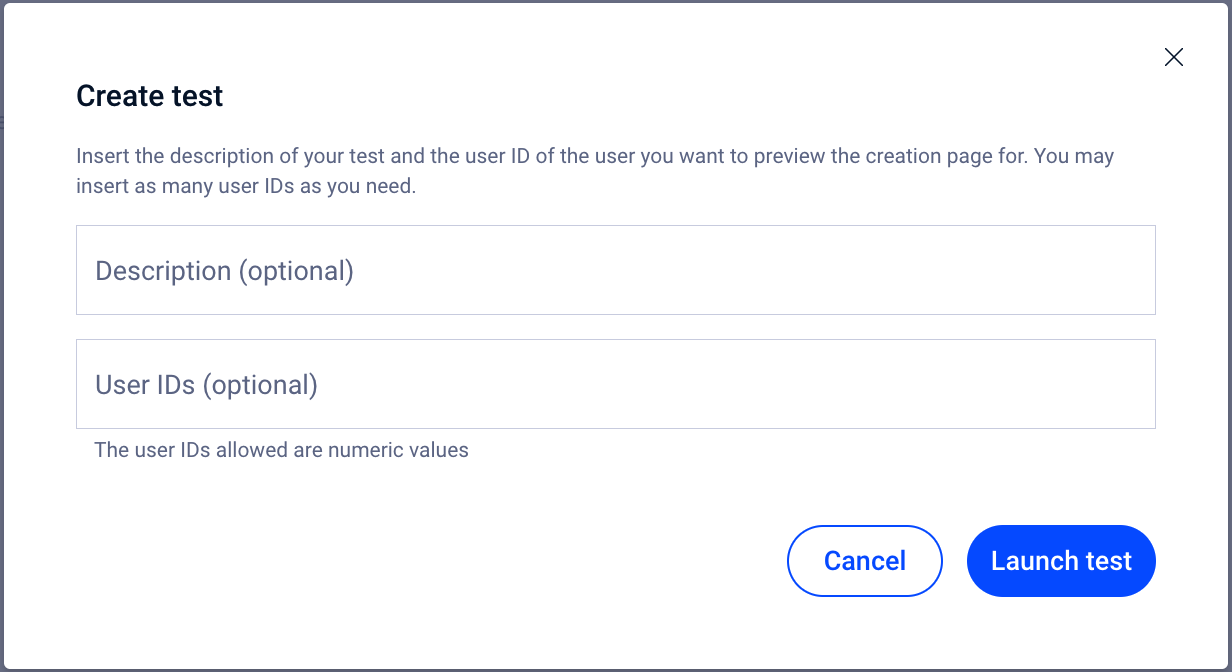 Create test
Insert the description of your test and the user ID of the user you want to preview the creation page for. You may
insert as many user IDs as you need.
Description (optional)
User IDs (optional)
The user IDs allowed are numeric values
Cancel
Launch test